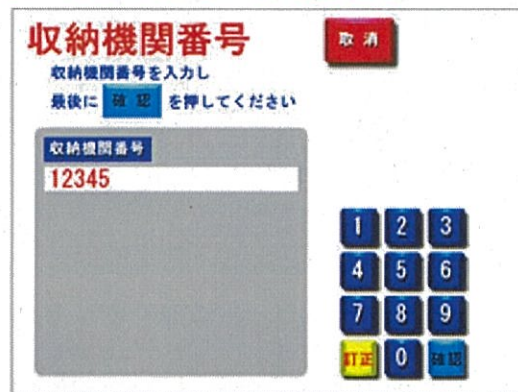 収納機関番号
取消
収納機関番号を入力し
最後に 確認 を押してください
収納機関番号
12345
1 2 3
4 5 6
7 8 9
訂正 0 確認